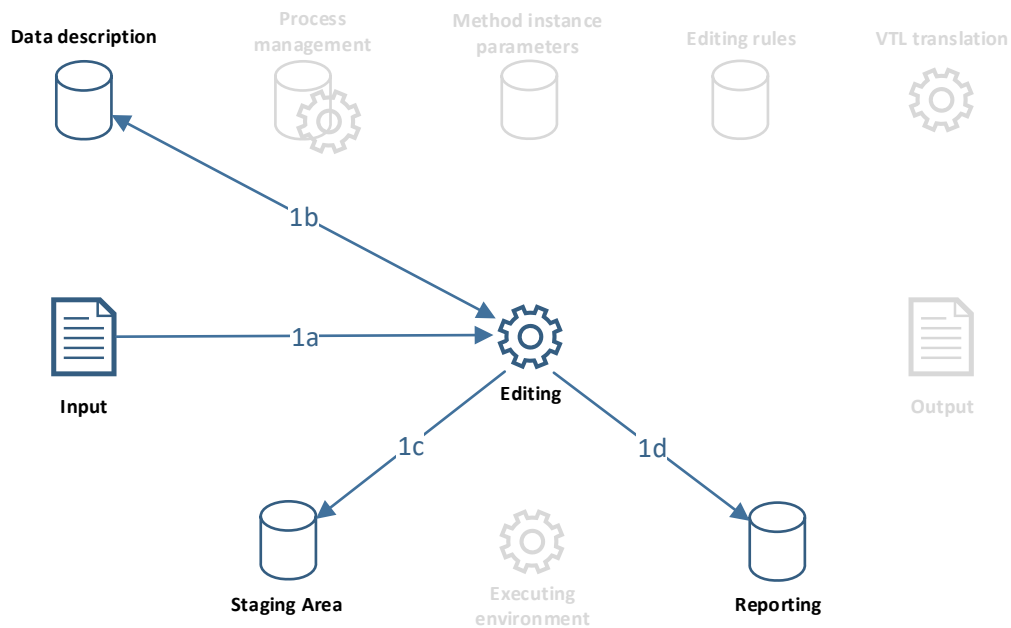 Data description
Process
management
Method instance
parameters
Editing rules
VTL translation
1b
1a
Input
Editing
Output
1c
1d
Staging Area
Executing
environment
Reporting